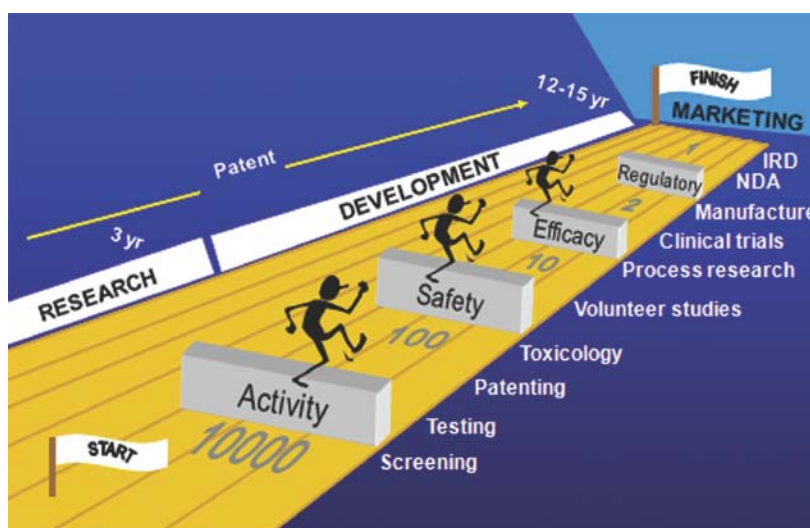 FINISH
MARKETING
12-15 yr
Patent
3 yr
RESEARCH
DEVELOPMENT
1
Regulatory
2
Efficacy
10
Safety
100
Activity
10000
START
IRD
NDA
Manufacture
Clinical trials
Process research
Volunteer studies
Toxicology
Patenting
Testing
Screening